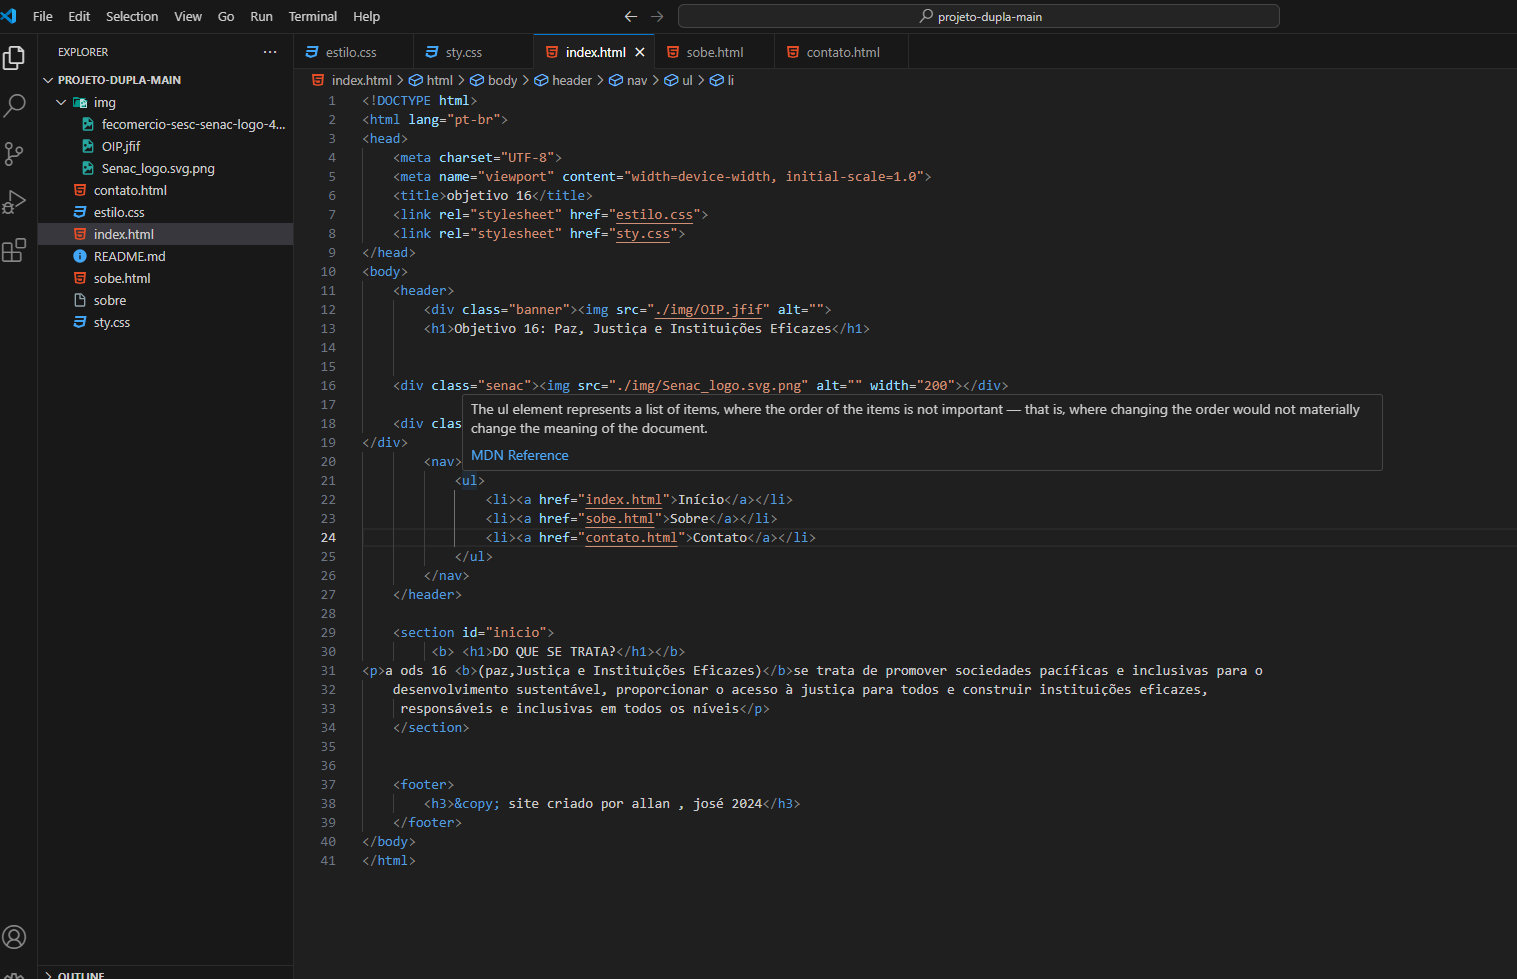 File Edit Selection View Go Run Terminal Help
projeto-dupla-main
EXPLORER
PROJETO-DUPLA-MAIN
img
fecomercio-sesc-senac-logo-4...
OIP.jfif
Senac_logo.svg.png
contato.html
estilo.css
index.html
README.md
sobe.html
sobre
sty.css
OUTLINE
estilo.css sty.css index.html sobe.html contato.html
index.html > html > body > header > nav > ul > li
1 <!DOCTYPE html>
2 <html lang="pt-br">
3 <head>
4 <meta charset="UTF-8">
5 <meta name="viewport" content="width=device-width, initial-scale=1.0">
6 <title>objetivo 16</title>
7 <link rel="stylesheet" href="estilo.css">
8 <link rel="stylesheet" href="sty.css">
9 </head>
10 <body>
11 <header>
12 <div class="banner"><img src="./img/OIP.jfif" alt="">
13 <h1>Objetivo 16: Paz, Justiça e Instituições Eficazes</h1>
14
15
16 <div class="senac"><img src="./img/Senac_logo.svg.png" alt="" width="200"></div>
17
The ul element represents a list of items, where the order of the items is not important — that is, where changing the order would not materially
change the meaning of the document.
MDN Reference
18 <div clas
19 </div>
20 <nav>
21 <ul>
22 <li><a href="index.html">Início</a></li>
23 <li><a href="sobe.html">Sobre</a></li>
24 <li><a href="contato.html">Contato</a></li>
25 </ul>
26 </nav>
27 </header>
28
29 <section id="inicio">
30 <b> <h1>DO QUE SE TRATA?</h1></b>
31 <p>a ods 16 <b>(paz,Justiça e Instituições Eficazes)</b>se trata de promover sociedades pacíficas e inclusivas para o
32 desenvolvimento sustentável, proporcionar o acesso à justiça para todos e construir instituições eficazes,
33 responsáveis e inclusivas em todos os níveis</p>
34 </section>
35
36
37 <footer>
38 <h3>&copy; site criado por allan , josé 2024</h3>
39 </footer>
40 </body>
41 </html>